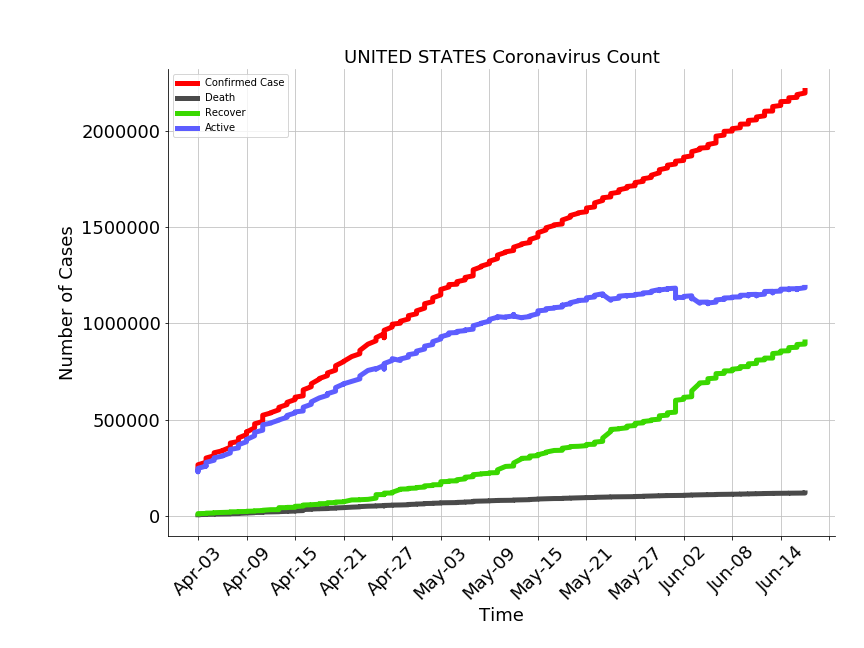 UNITED STATES Coronavirus Count
Confirmed Case
Death
Recover
Active
Number of Cases
2000000
1500000
1000000
500000
0
Apr-03
Apr-09
Apr-15
Apr-21
Apr-27
May-03
May-09
May-15
May-21
May-27
Jun-02
Jun-08
Jun-14
Time